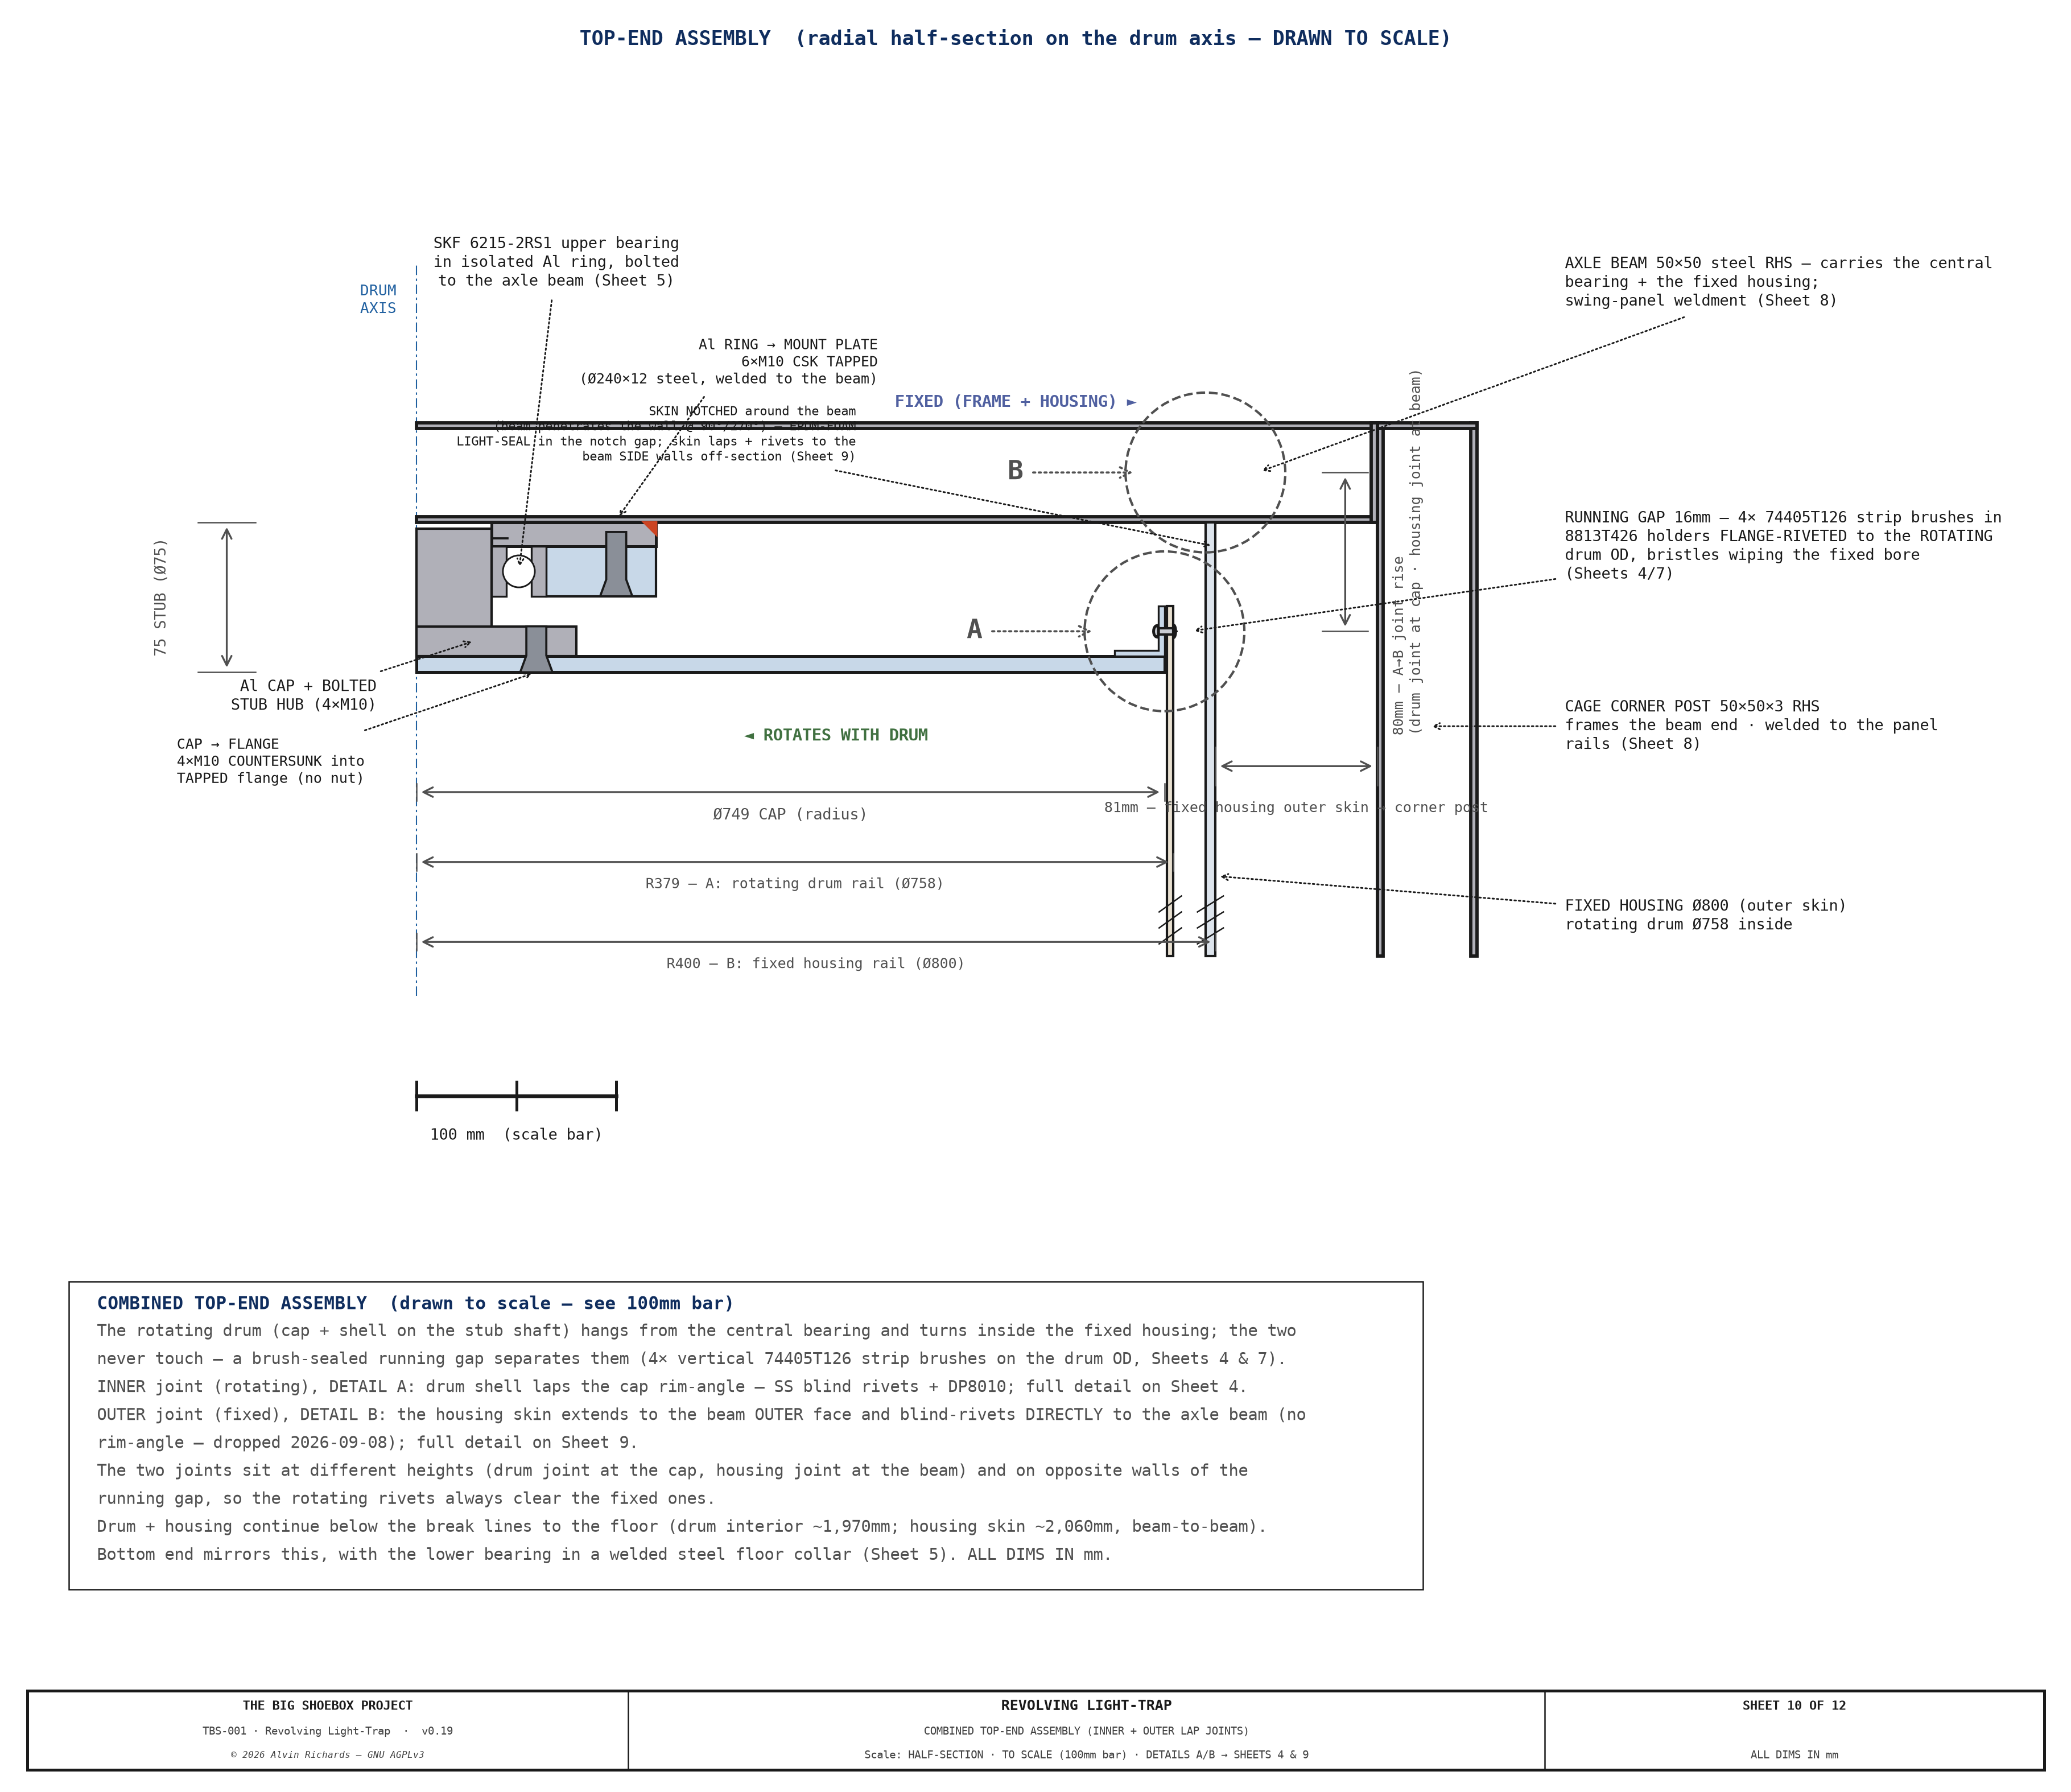 TOP-END ASSEMBLY  (radial half-section on the drum axis — DRAWN TO SCALE)
SKF 6215-2RS1 upper bearing
in isolated Al ring, bolted
to the axle beam (Sheet 5)
DRUM
AXIS
AXLE BEAM 50×50 steel RHS — carries the central
bearing + the fixed housing;
swing-panel weldment (Sheet 8)
Al RING → MOUNT PLATE
6×M10 CSK TAPPED
(Ø240×12 steel, welded to the beam)
FIXED (FRAME + HOUSING) ►
SKIN NOTCHED around the beam
LIGHT-SEAL in the notch gap; skin laps + rivets to the
beam SIDE walls off-section (Sheet 9)
B
75 STUB (Ø75)
RUNNING GAP 16mm — 4× 74405T126 strip brushes in
8813T426 holders FLANGE-RIVETED to the ROTATING
drum OD, bristles wiping the fixed bore
(Sheets 4/7)
A
80mm — A→B joint rise
(drum joint at cap · housing joint at beam)
Al CAP + BOLTED
STUB HUB (4×M10)
CAP → FLANGE
4×M10 COUNTERSUNK into
TAPPED flange (no nut)
◄ ROTATES WITH DRUM
CAGE CORNER POST 50×50×3 RHS
frames the beam end · welded to the panel
rails (Sheet 8)
Ø749 CAP (radius)
81mm — fixed housing outer skin → corner post
R379 — A: rotating drum rail (Ø758)
FIXED HOUSING Ø800 (outer skin)
rotating drum Ø758 inside
R400 — B: fixed housing rail (Ø800)
100 mm  (scale bar)
COMBINED TOP-END ASSEMBLY  (drawn to scale — see 100mm bar)
The rotating drum (cap + shell on the stub shaft) hangs from the central bearing and turns inside the fixed housing; the two
never touch — a brush-sealed running gap separates them (4× vertical 74405T126 strip brushes on the drum OD, Sheets 4 & 7).
INNER joint (rotating), DETAIL A: drum shell laps the cap rim-angle — SS blind rivets + DP8010; full detail on Sheet 4.
OUTER joint (fixed), DETAIL B: the housing skin extends to the beam OUTER face and blind-rivets DIRECTLY to the axle beam (no
rim-angle — dropped 2026-09-08); full detail on Sheet 9.
The two joints sit at different heights (drum joint at the cap, housing joint at the beam) and on opposite walls of the
running gap, so the rotating rivets always clear the fixed ones.
Drum + housing continue below the break lines to the floor (drum interior ~1,970mm; housing skin ~2,060mm, beam-to-beam).
Bottom end mirrors this, with the lower bearing in a welded steel floor collar (Sheet 5). ALL DIMS IN mm.
THE BIG SHOEBOX PROJECT
TBS-001 · Revolving Light-Trap  ·  v0.19
© 2026 Alvin Richards — GNU AGPLv3
REVOLVING LIGHT-TRAP
COMBINED TOP-END ASSEMBLY (INNER + OUTER LAP JOINTS)
Scale: HALF-SECTION · TO SCALE (100mm bar) · DETAILS A/B → SHEETS 4 & 9
SHEET 10 OF 12
ALL DIMS IN mm